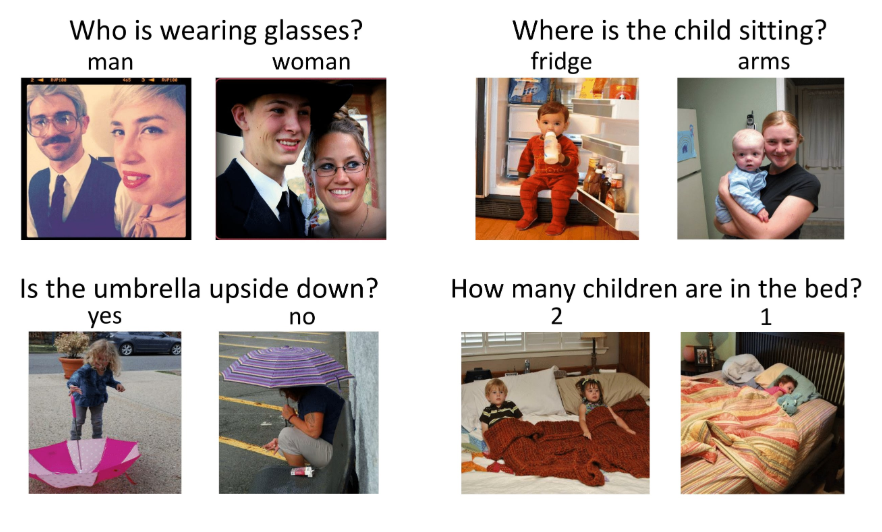 Who is wearing glasses?
man
woman
Where is the child sitting?
fridge
arms
Is the umbrella upside down?
yes
no
How many children are in the bed?
2
1